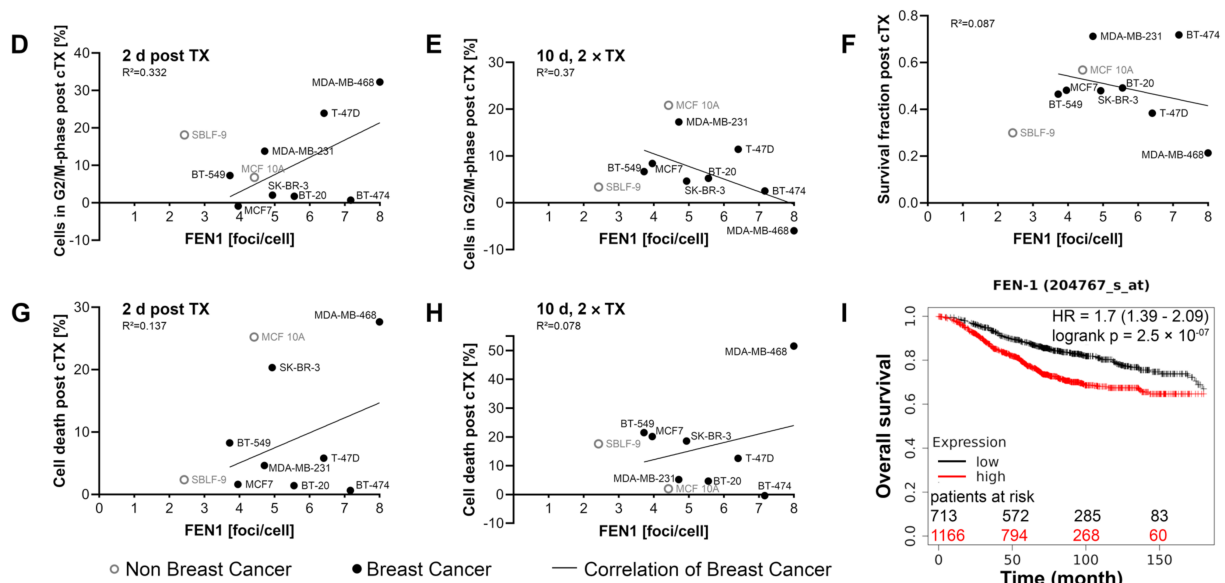 D
2 d post TX
R²=0.332
Cells in G2/M-phase post cTX [%]
40
30
20
10
0
-10
MDA-MB-468
T-47D
SBLF-9
MDA-MB-231
MCF 10A
BT-549
SK-BR-3
BT-20
BT-474
MCF7
1 2 3 4 5 6 7 8
FEN1 [foci/cell]
E
10 d, 2 × TX
R²=0.37
Cells in G2/M-phase post cTX [%]
40
30
20
10
0
-10
MCF 10A
MDA-MB-231
T-47D
BT-549
MCF7
BT-20
SBLF-9
SK-BR-3
BT-474
MDA-MB-468
1 2 3 4 5 6 7 8
FEN1 [foci/cell]
F
R²=0.087
Survival fraction post cTX
0.8
0.6
0.4
0.2
0.0
MDA-MB-231
BT-474
MCF 10A
MCF7
BT-20
BT-549
SK-BR-3
T-47D
SBLF-9
MDA-MB-468
0 1 2 3 4 5 6 7 8
FEN1 [foci/cell]
G
2 d post TX
R²=0.137
Cell death post cTX [%]
30
20
10
0
MDA-MB-468
MCF 10A
SK-BR-3
BT-549
T-47D
MDA-MB-231
SBLF-9
MCF7
BT-20
BT-474
0 1 2 3 4 5 6 7 8
FEN1 [foci/cell]
H
10 d, 2 × TX
R²=0.078
Cell death post cTX [%]
50
40
30
20
10
0
MDA-MB-468
BT-549
MCF7
SK-BR-3
SBLF-9
T-47D
MDA-MB-231
BT-20
MCF 10A
BT-474
1 2 3 4 5 6 7 8
FEN1 [foci/cell]
I
FEN-1 (204767_s_at)
HR = 1.7 (1.39 - 2.09)
logrank p = 2.5 × 10-07
Overall survival
1.0
0.8
0.6
0.4
0.2
0.0
Expression
low
high
patients at risk
713 572 285 83
1166 794 268 60
0 50 100 150
Time (month)
Non Breast Cancer
Breast Cancer
Correlation of Breast Cancer